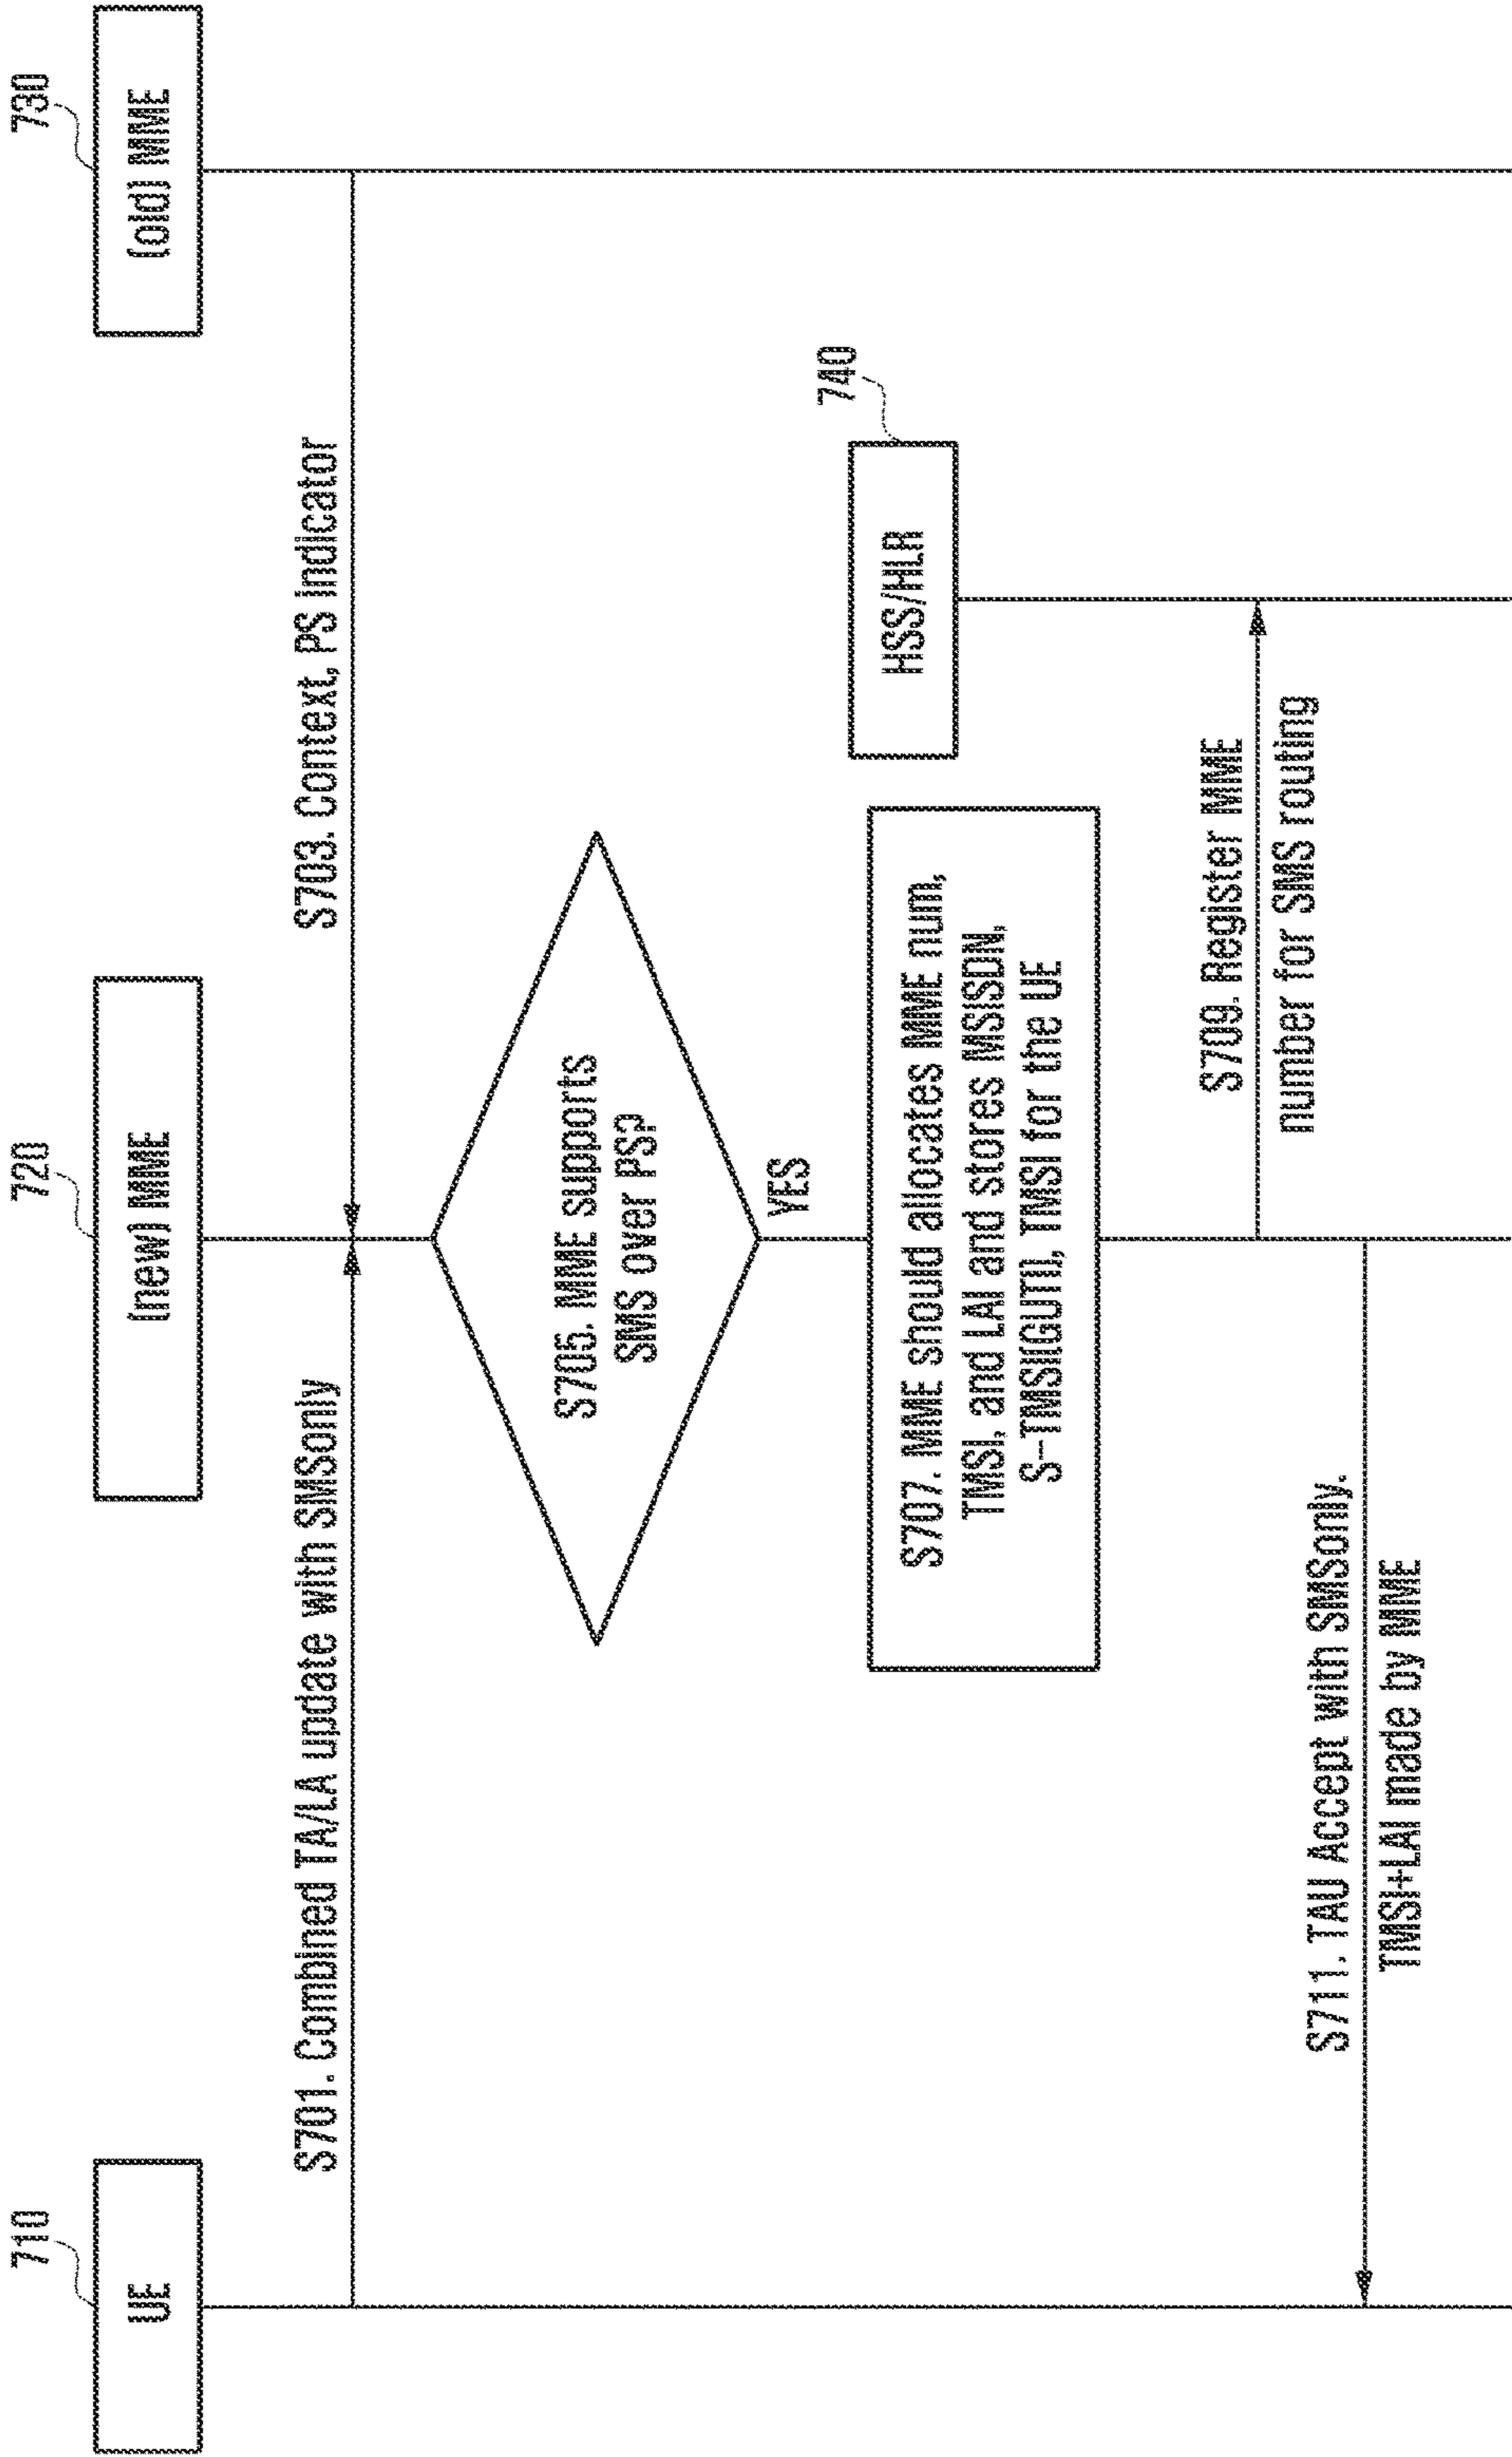 710
UE
720
(new) MME
730
(old) MME
S701. Combined TA/LA update with SMSonly
S703. Context, PS indicator
S705. MME supports
SMS over PS?
YES
740
HSS/HLR
S707. MME should allocates MME num,
TMSI, and LAI and stores MSISDN,
S-TMSI(GUTI), TMSI for the UE
S709. Register MME
number for SMS routing
S711. TAU Accept with SMSonly.
TMSI+LAI made by MME